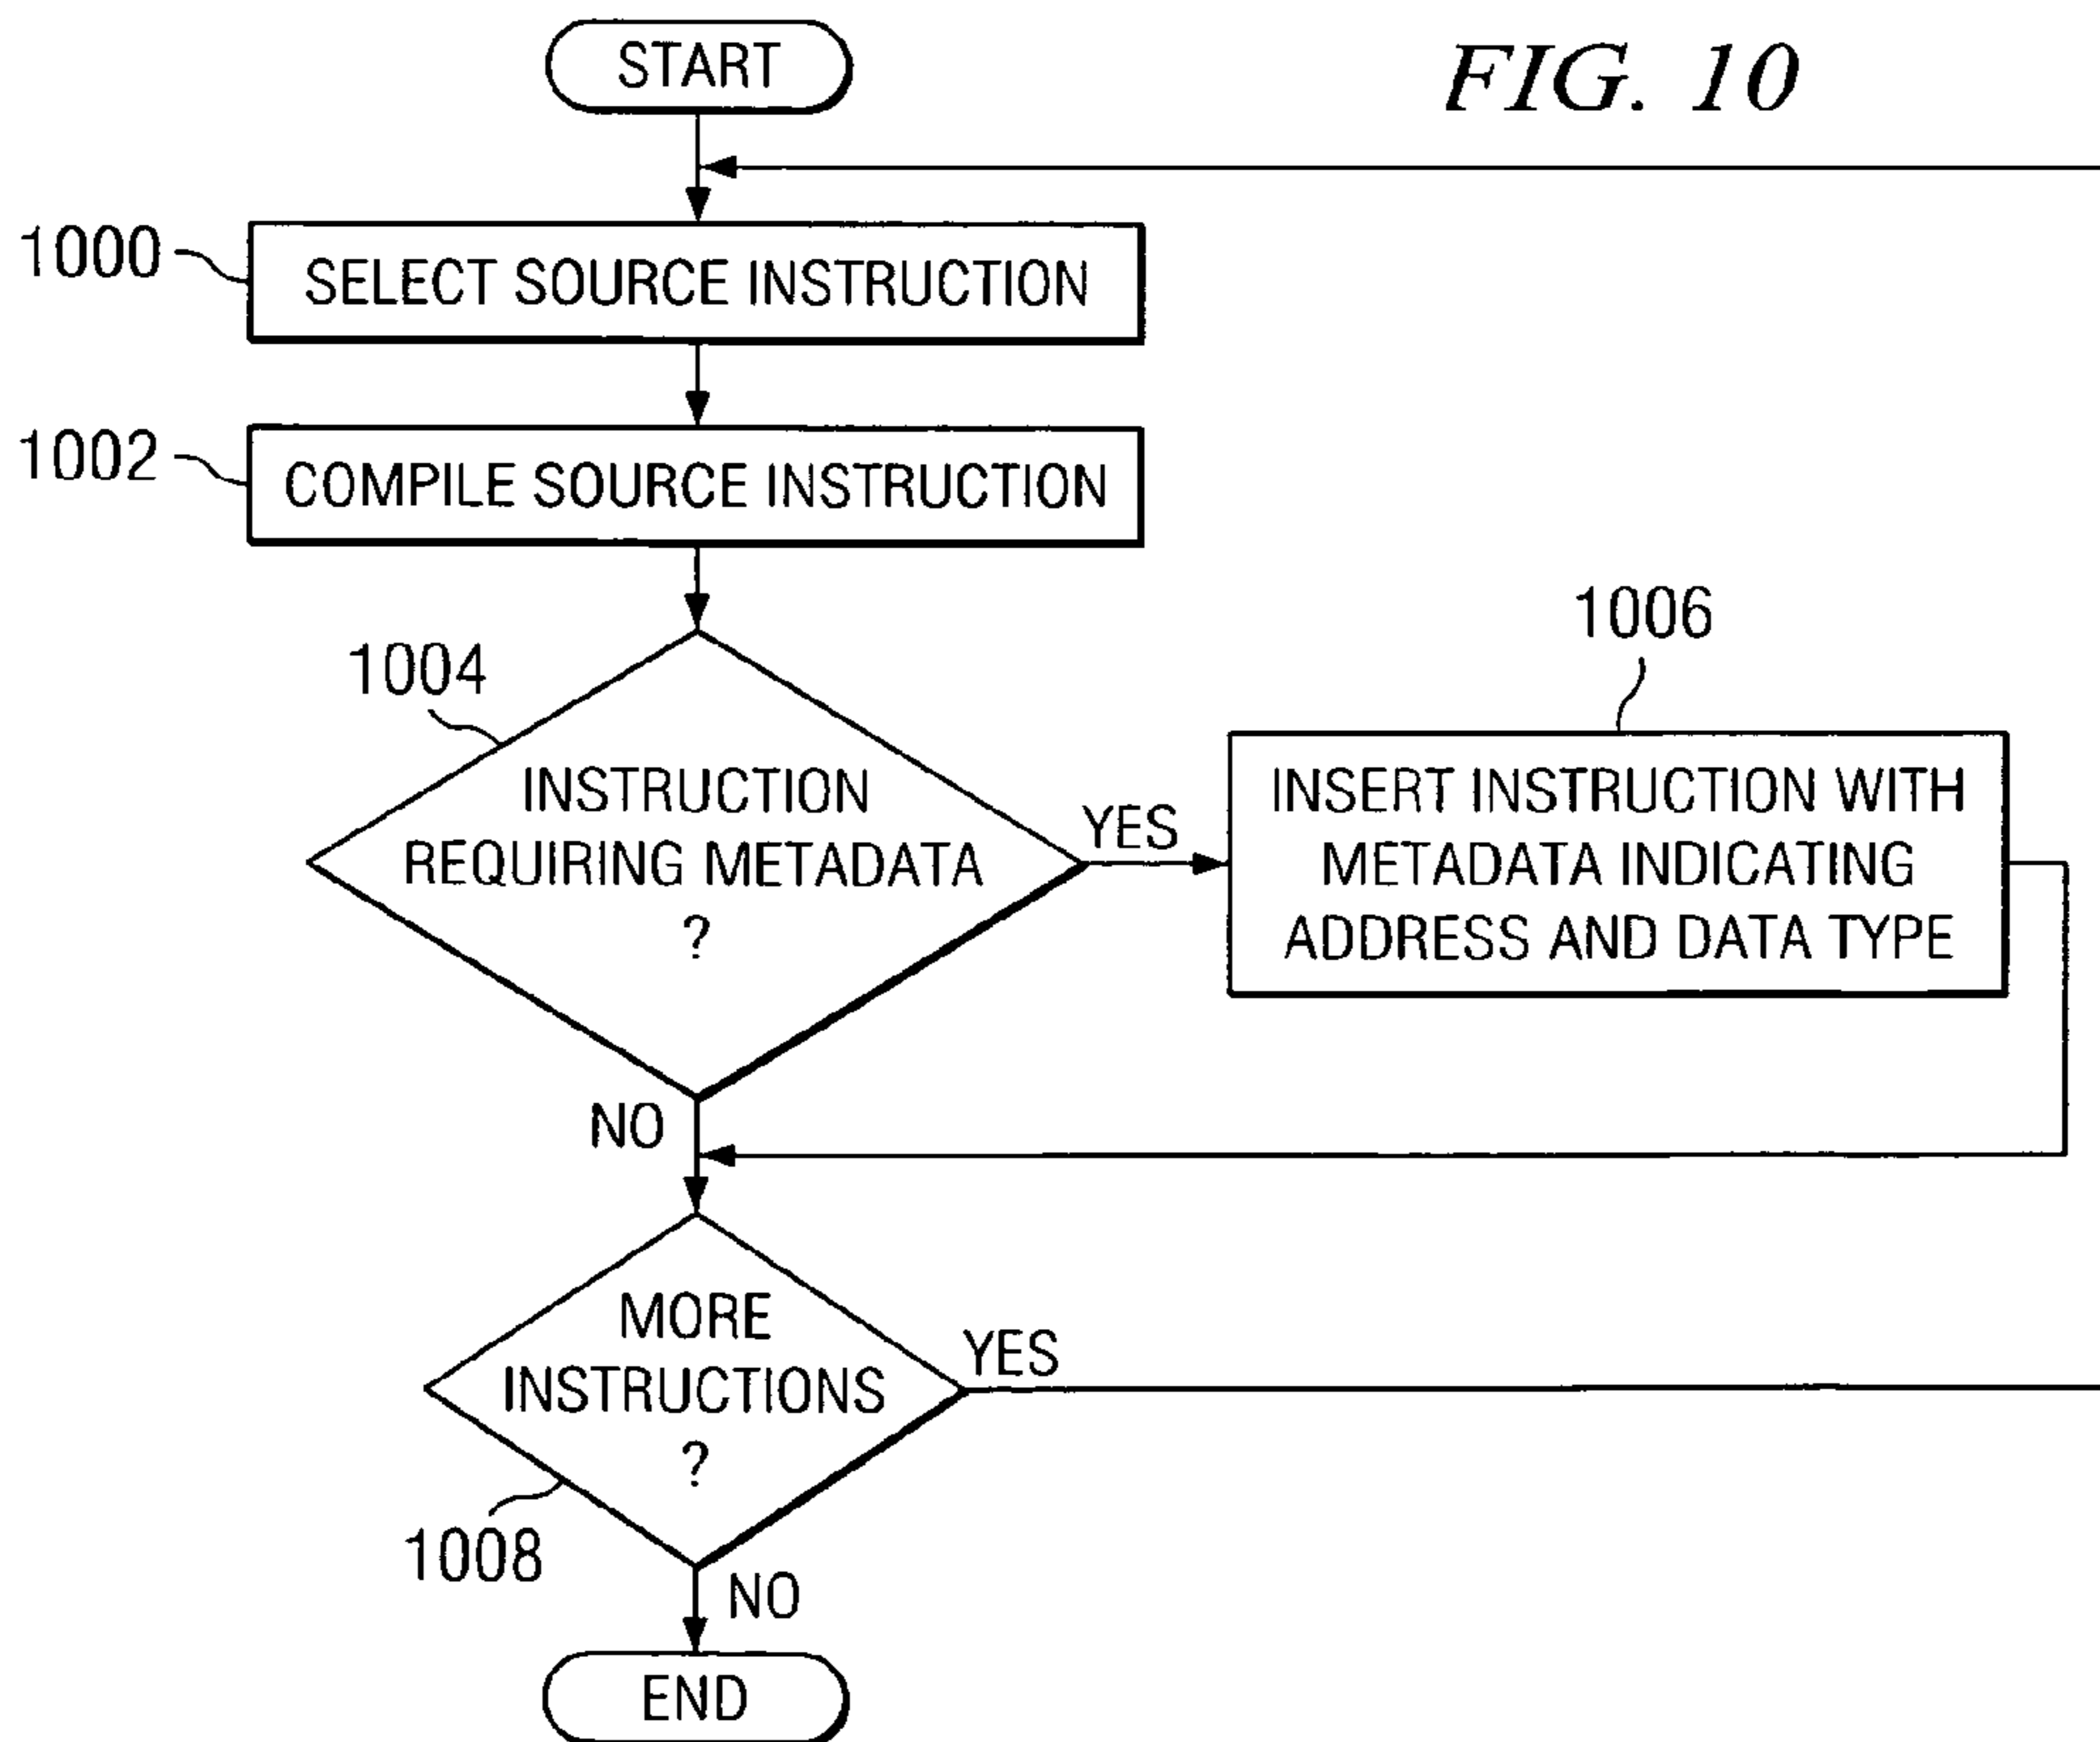 START
FIG. 10
1000
SELECT SOURCE INSTRUCTION
1002
COMPILE SOURCE INSTRUCTION
1004
INSTRUCTION
REQUIRING METADATA
?
YES
1006
INSERT INSTRUCTION WITH
METADATA INDICATING
ADDRESS AND DATA TYPE
NO
MORE
INSTRUCTIONS
?
YES
1008
NO
END